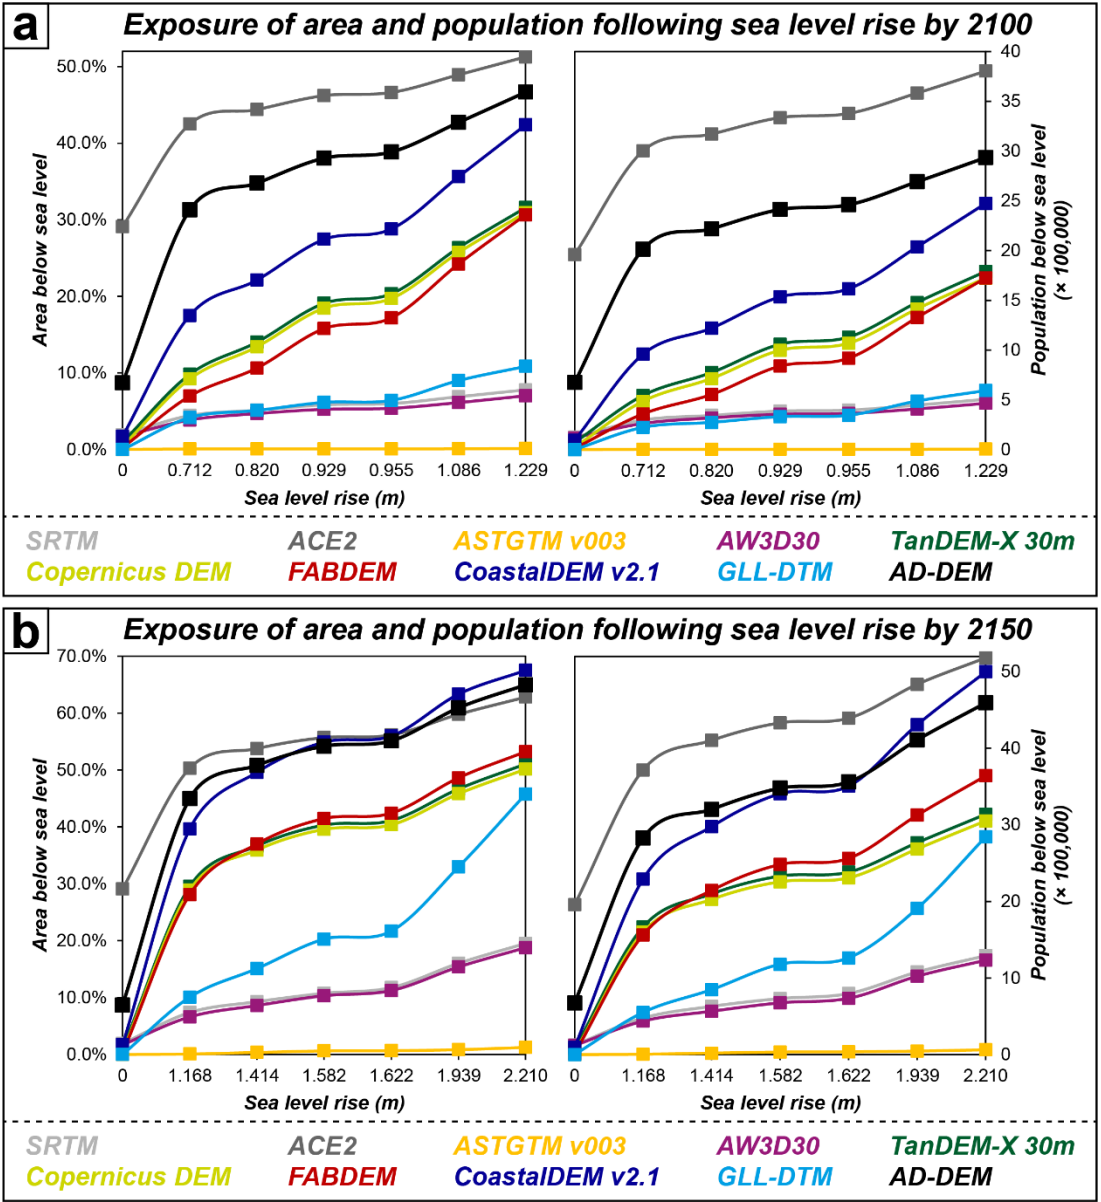 a
Exposure of area and population following sea level rise by 2100
Area below sea level
50.0%
40.0%
30.0%
20.0%
10.0%
0.0%
0 0.712 0.820 0.929 0.955 1.086 1.229
Sea level rise (m)
40
35
30
25
20
15
10
5
0
Population below sea level
(× 100,000)
0 0.712 0.820 0.929 0.955 1.086 1.229
Sea level rise (m)
SRTM ACE2 ASTGTM v003 AW3D30 TanDEM-X 30m
Copernicus DEM FABDEM CoastalDEM v2.1 GLL-DTM AD-DEM
b
Exposure of area and population following sea level rise by 2150
Area below sea level
70.0%
60.0%
50.0%
40.0%
30.0%
20.0%
10.0%
0.0%
0 1.168 1.414 1.582 1.622 1.939 2.210
Sea level rise (m)
50
40
30
20
10
0
Population below sea level
(× 100,000)
0 1.168 1.414 1.582 1.622 1.939 2.210
Sea level rise (m)
SRTM ACE2 ASTGTM v003 AW3D30 TanDEM-X 30m
Copernicus DEM FABDEM CoastalDEM v2.1 GLL-DTM AD-DEM